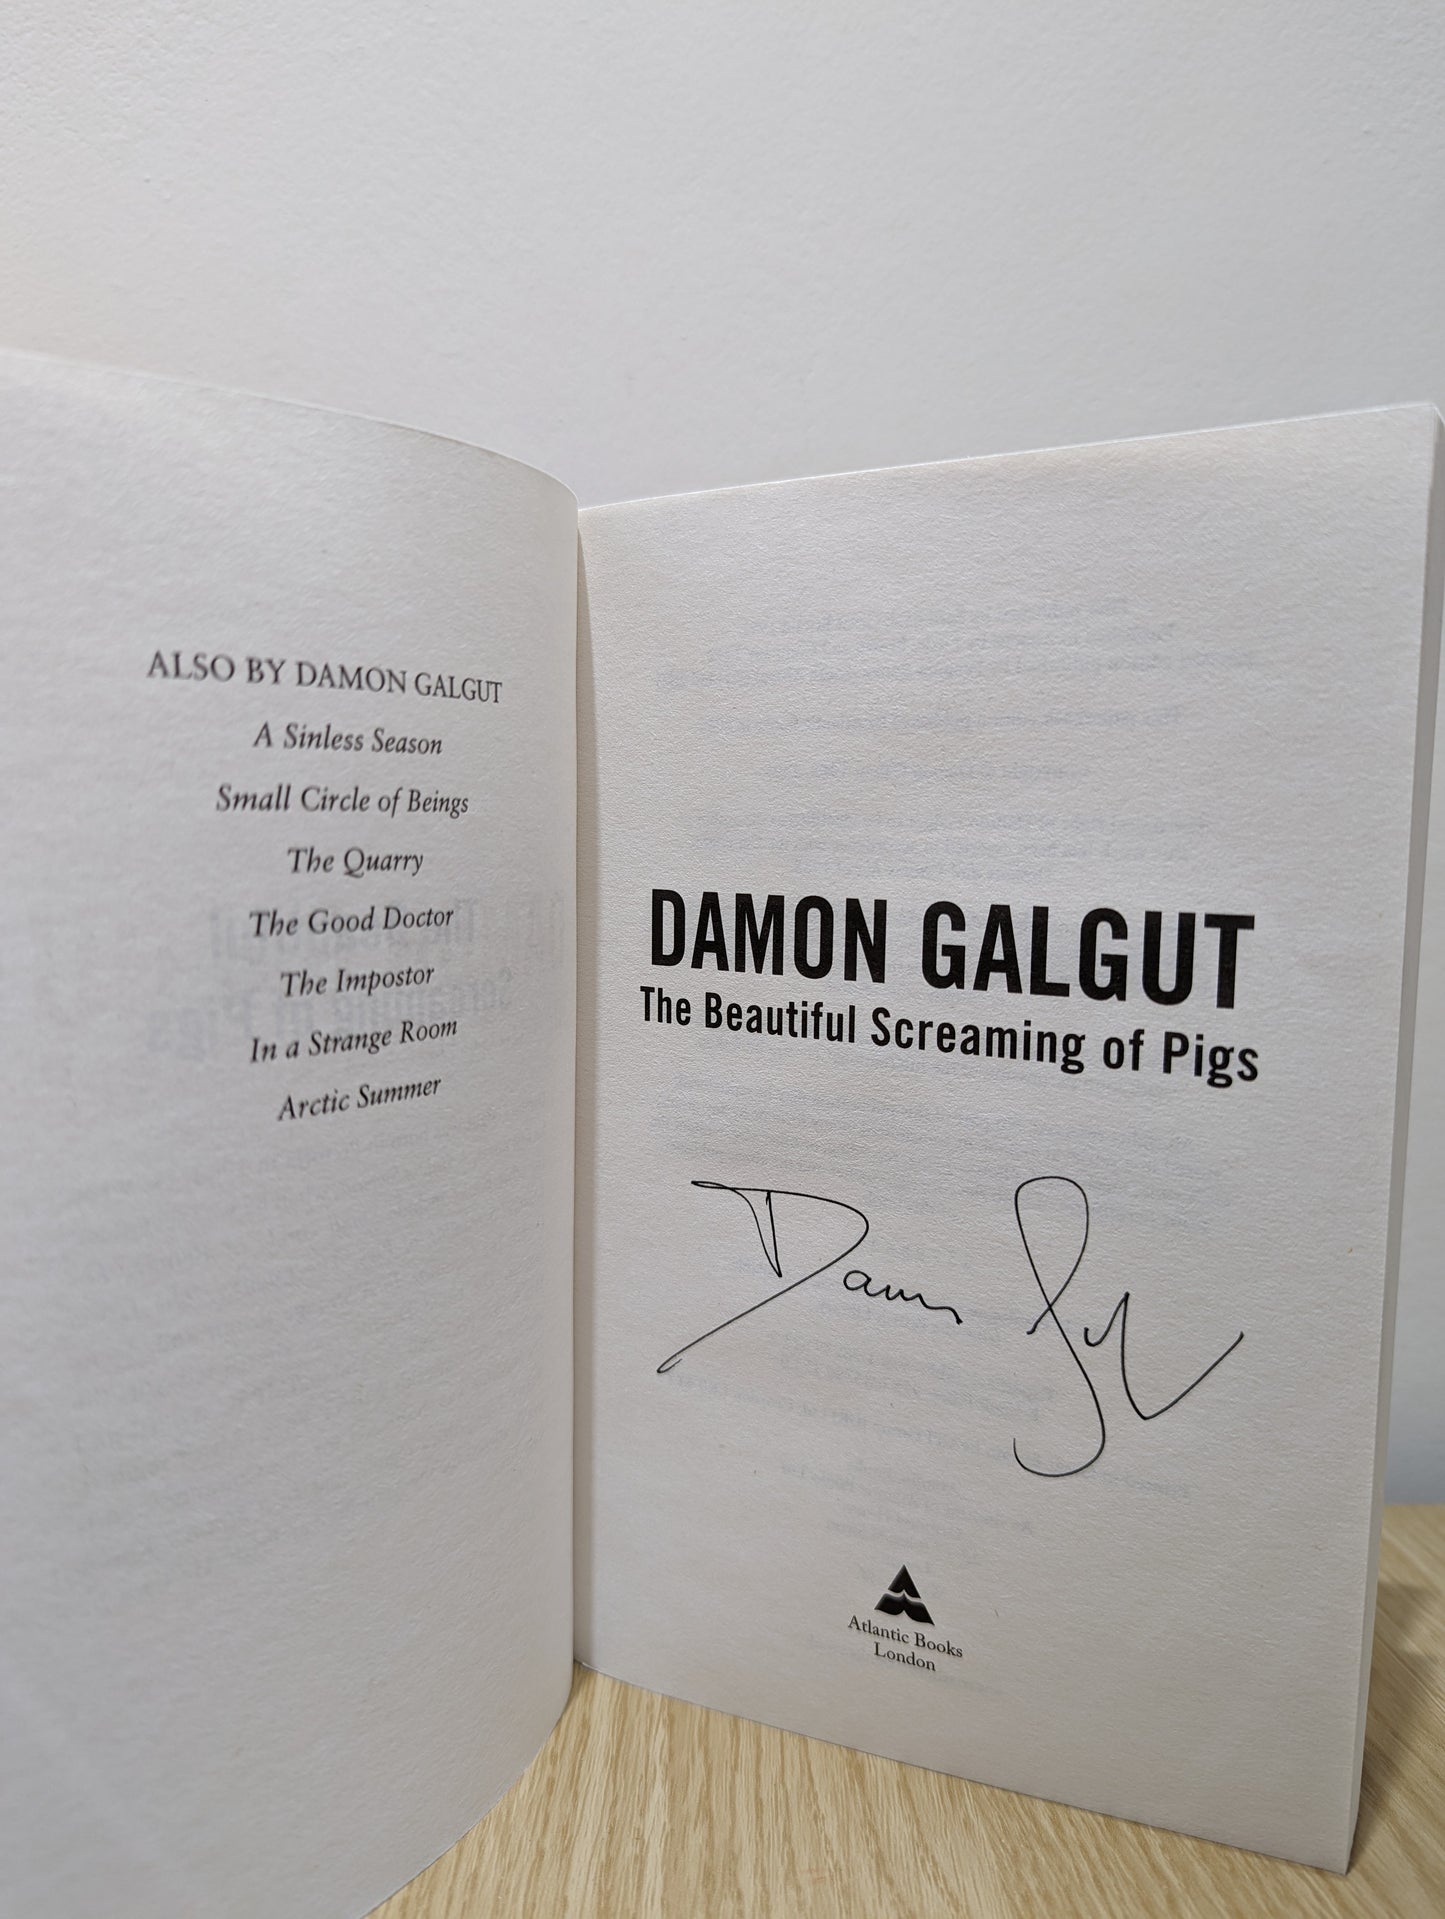 ALSO BY DAMON GALGUT
A Sinless Season
Small Circle of Beings
The Quarry
The Good Doctor
The Impostor
In a Strange Room
Arctic Summer
DAMON GALGUT
The Beautiful Screaming of Pigs
Damon
Atlantic Books
London